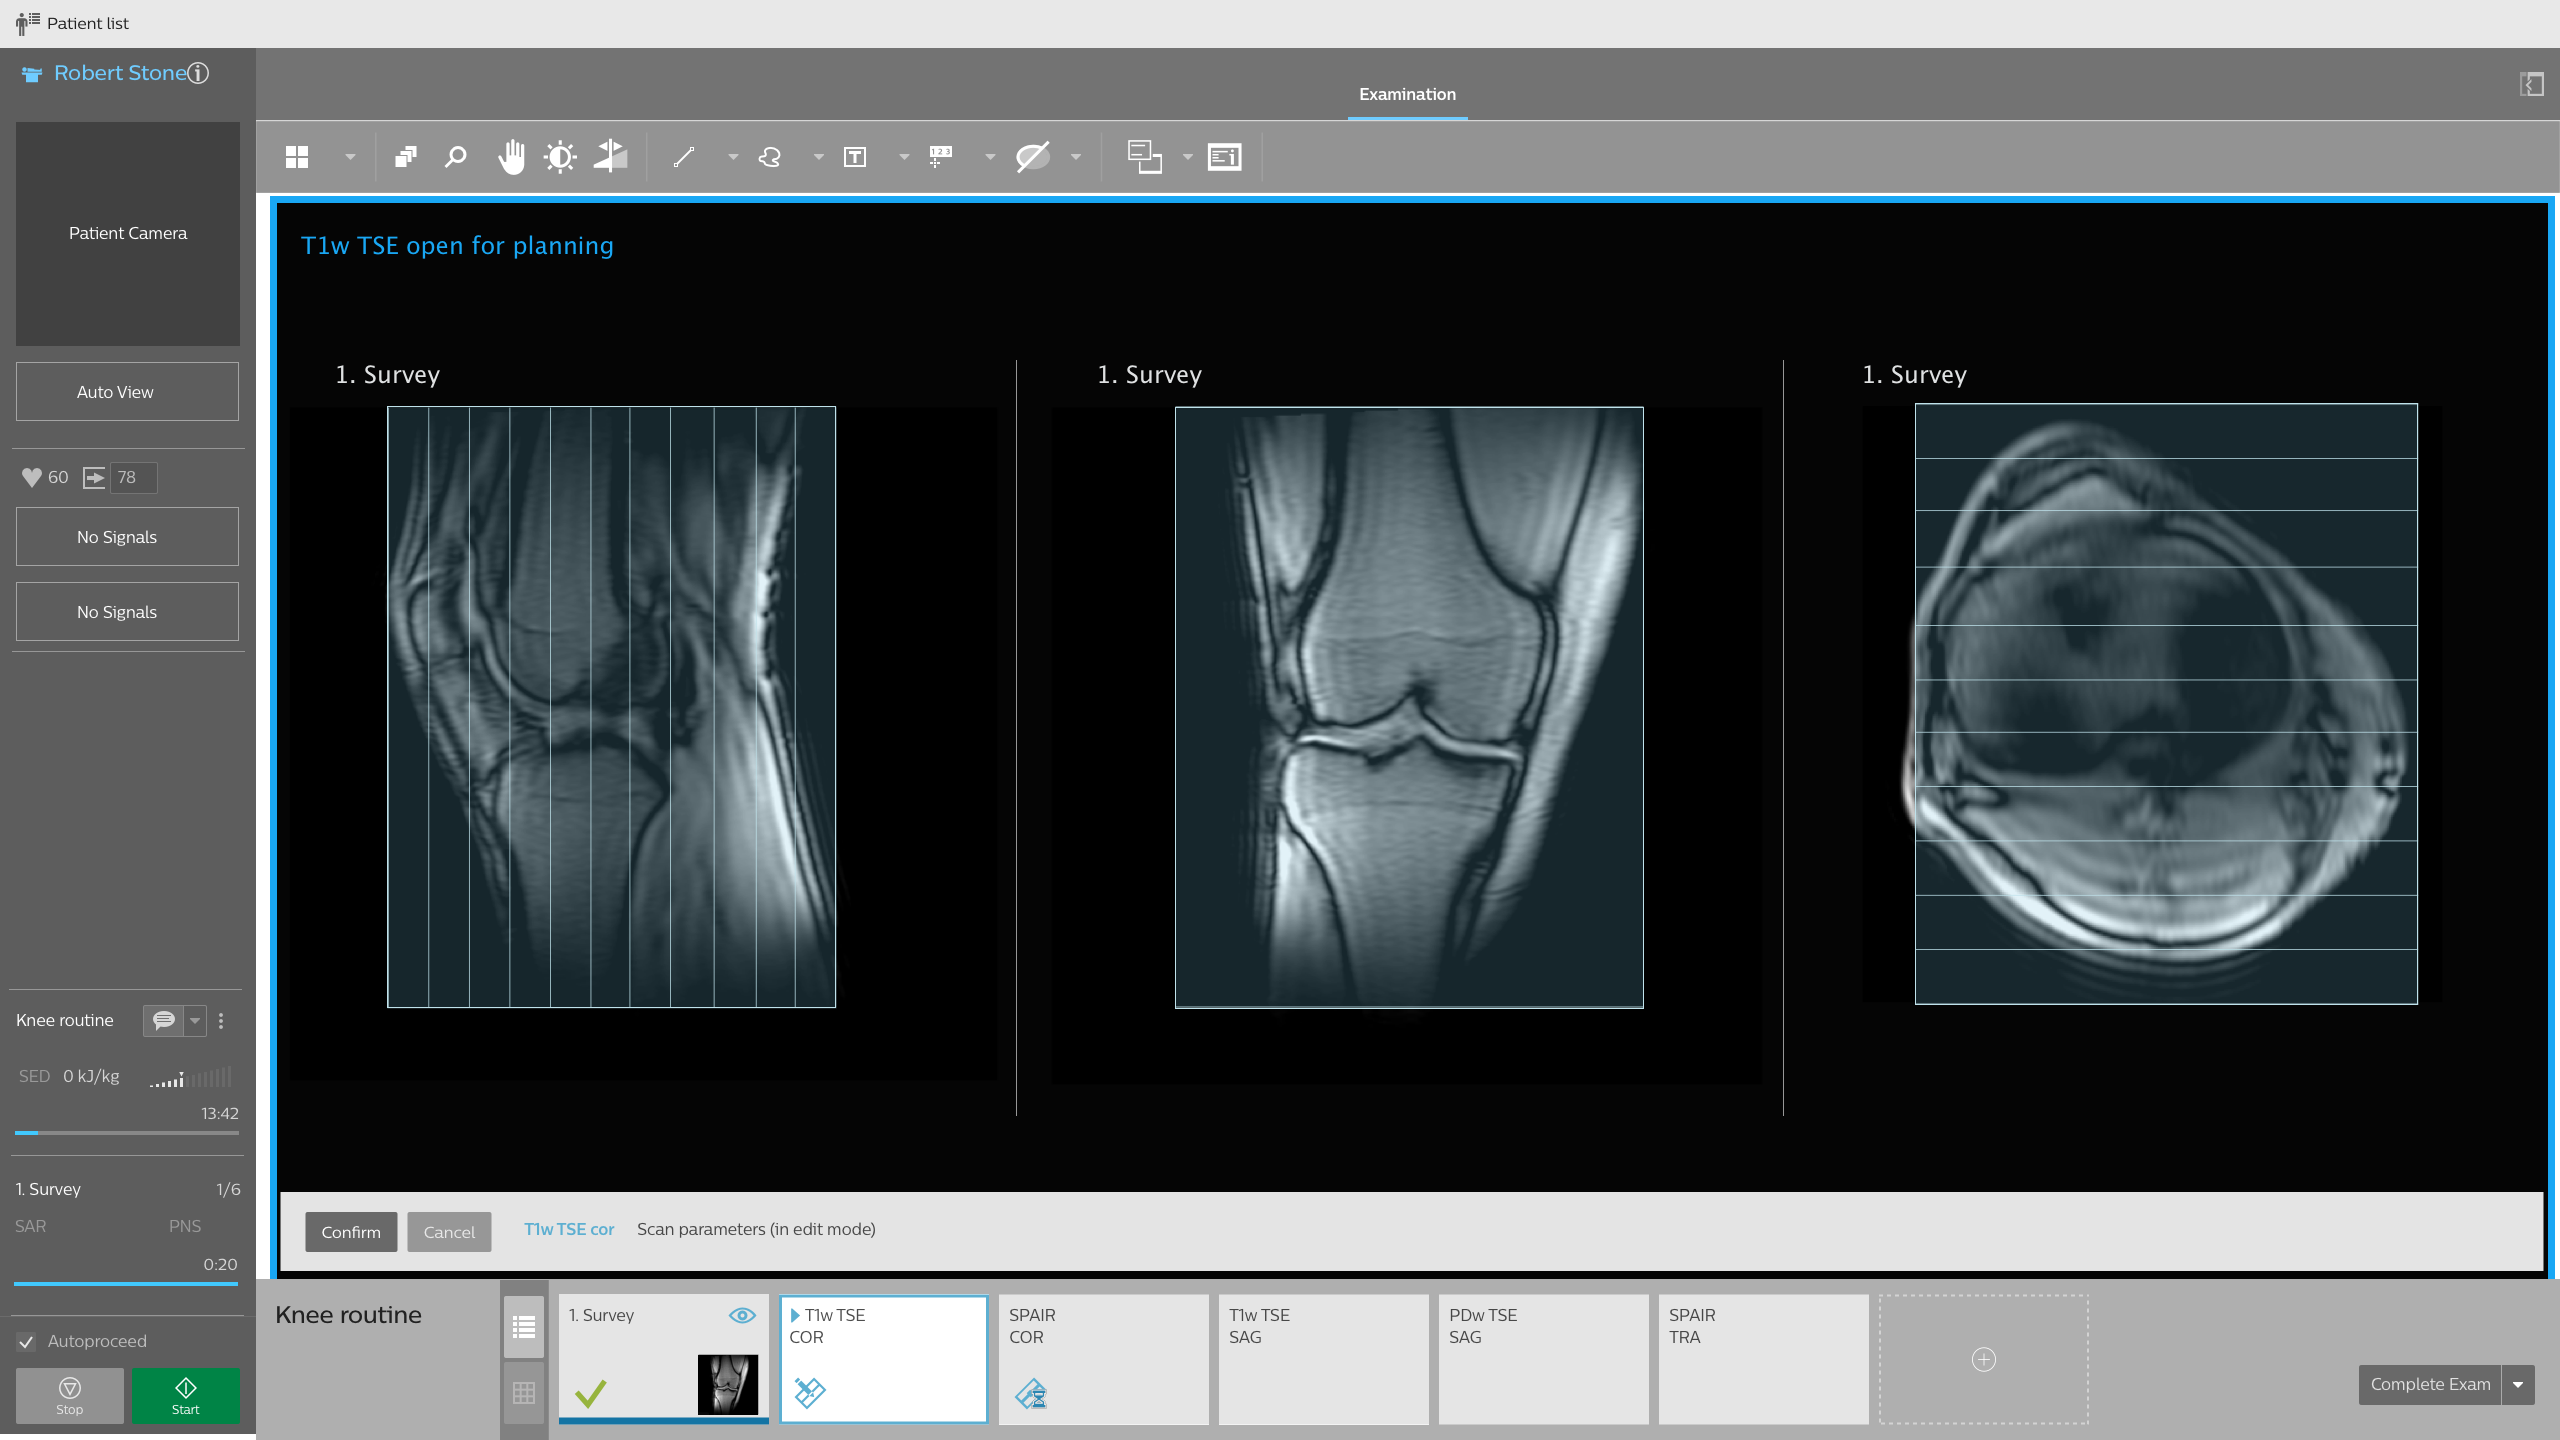 Patient list
Robert Stone
Examination
Patient Camera
Auto View
60
78
No Signals
No Signals
T1w TSE open for planning
1. Survey
1. Survey
1. Survey
Knee routine
SED 0 kJ/kg
13:42
1. Survey 1/6
SAR PNS
0:20
Autoproceed
Stop
Start
Confirm
Cancel
T1w TSE cor
Scan parameters (in edit mode)
Knee routine
1. Survey
T1w TSE
COR
SPAIR
COR
T1w TSE
SAG
PDw TSE
SAG
SPAIR
TRA
Complete Exam